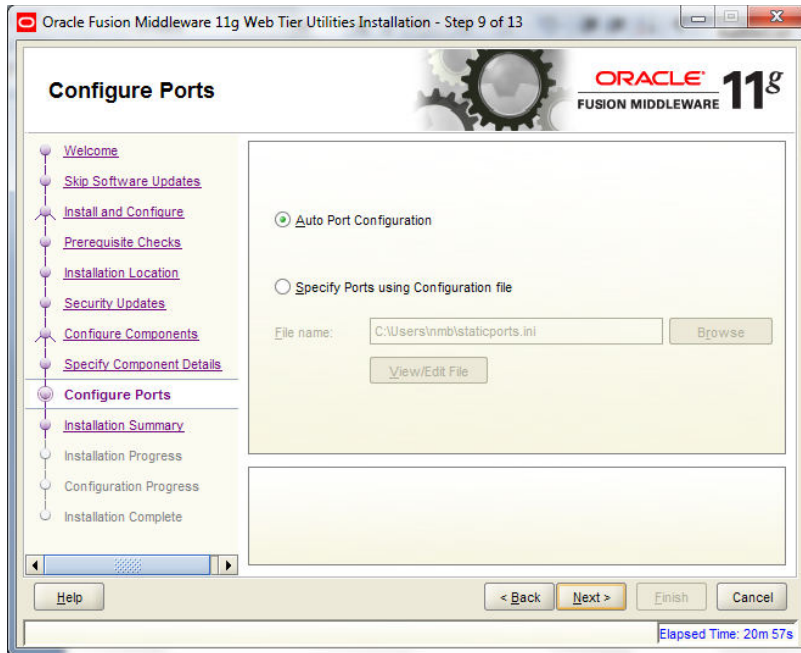 Oracle Fusion Middleware 11g Web Tier Utilities Installation - Step 9 of 13
Configure Ports
ORACLE
FUSION MIDDLEWARE
11g
Welcome
Skip Software Updates
Install and Configure
Prerequisite Checks
Installation Location
Security Updates
Configure Components
Specify Component Details
Configure Ports
Installation Summary
Installation Progress
Configuration Progress
Installation Complete
Auto Port Configuration
Specify Ports using Configuration file
File name: C:\Users\nmb\staticports.ini Browse
View/Edit File
Help < Back Next > Finish Cancel
Elapsed Time: 20m 57s